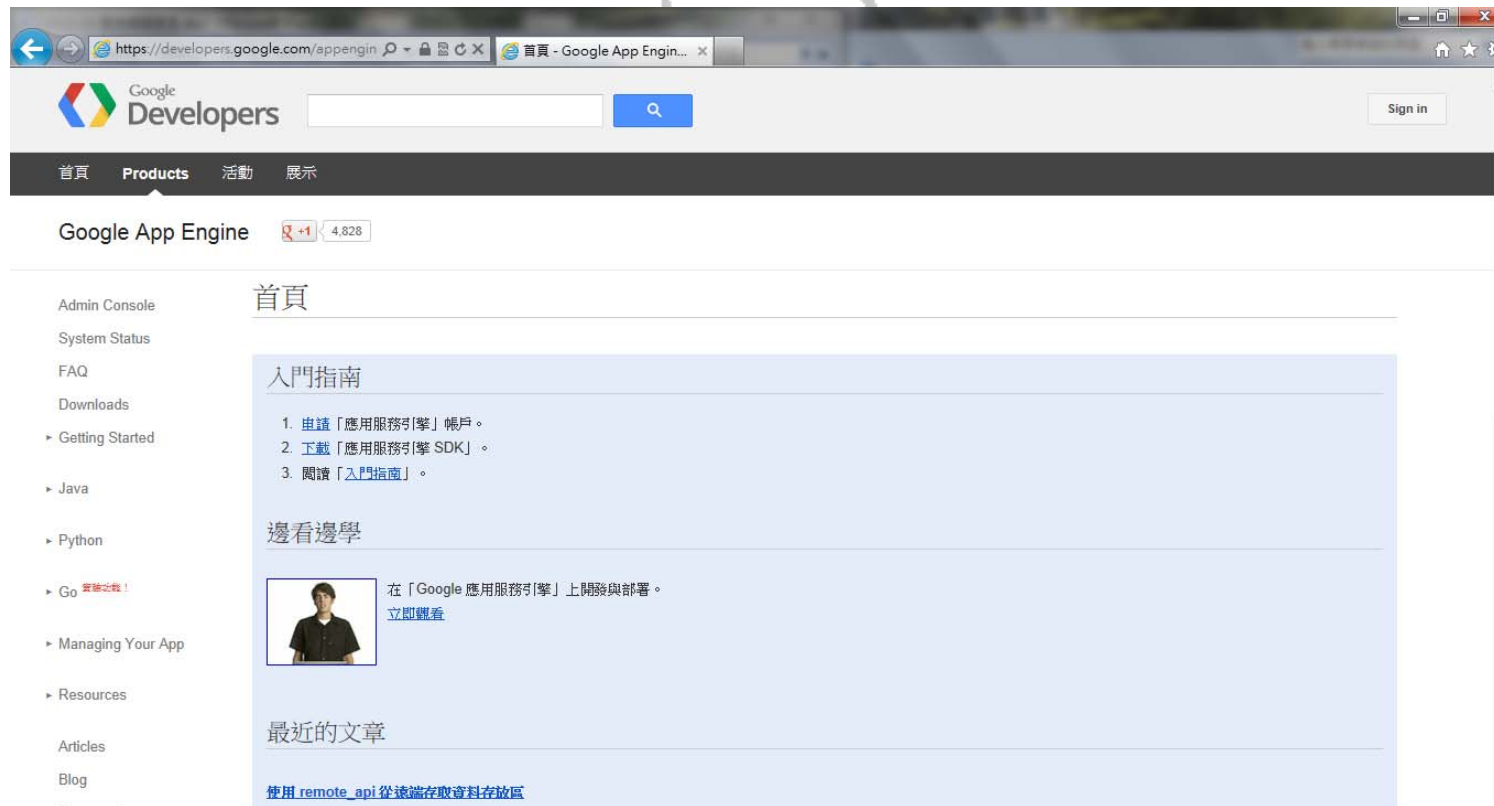 https://developers.google.com/appengin
首頁 - Google App Engin...
Google
Developers
Sign in
首頁 Products 活動 展示
Google App Engine
+1 4,828
Admin Console
System Status
FAQ
Downloads
Getting Started
Java
Python
Go 實驗功能！
Managing Your App
Resources
Articles
Blog
首頁
入門指南
1. 申請「應用服務引擎」帳戶。
2. 下載「應用服務引擎 SDK」。
3. 閱讀「入門指南」。
邊看邊學
在「Google 應用服務引擎」上開發與部署。
立即觀看
最近的文章
使用 remote_api 從遠端存取資料存放區